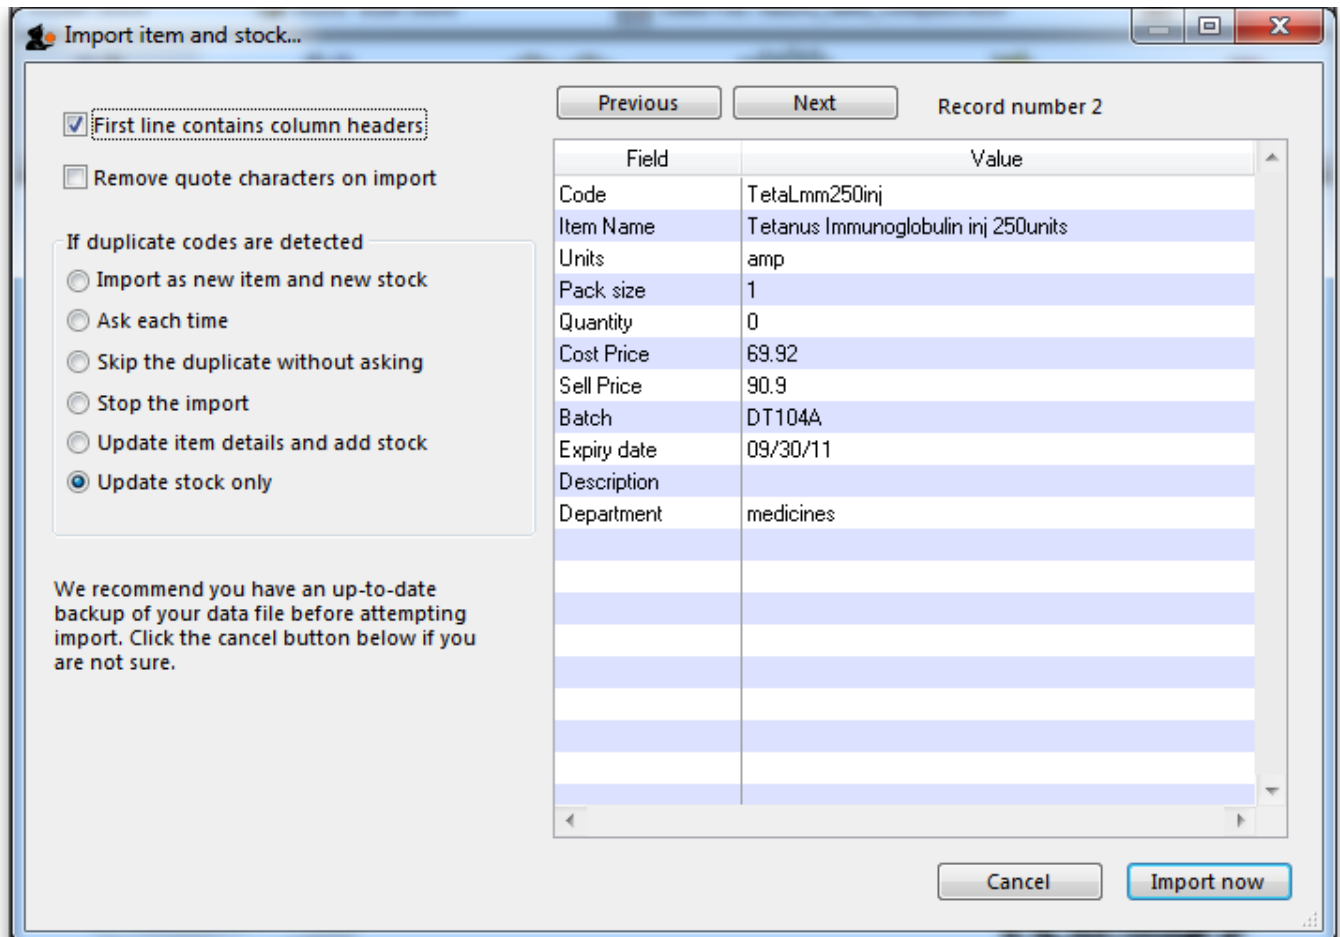 Import item and stock...
First line contains column headers
Remove quote characters on import
If duplicate codes are detected
Import as new item and new stock
Ask each time
Skip the duplicate without asking
Stop the import
Update item details and add stock
Update stock only
We recommend you have an up-to-date
backup of your data file before attempting
import. Click the cancel button below if you
are not sure.
Previous Next Record number 2
Field Value
Code TetaLmm250inj
Item Name Tetanus Immunoglobulin inj 250units
Units amp
Pack size 1
Quantity 0
Cost Price 69.92
Sell Price 90.9
Batch DT104A
Expiry date 09/30/11
Description
Department medicines
Cancel Import now